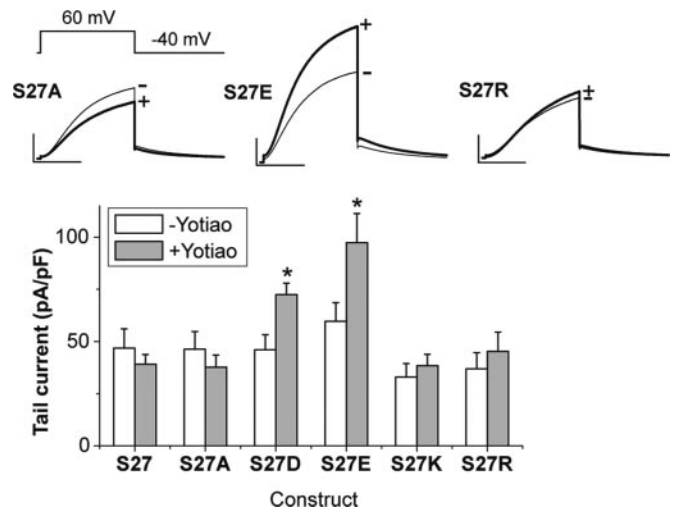 60 mV
-40 mV
S27A
-
+
S27E
+
-
S27R
±
-Yotiao
+Yotiao
Tail current (pA/pF)
100
50
0
*
*
S27 S27A S27D S27E S27K S27R
Construct